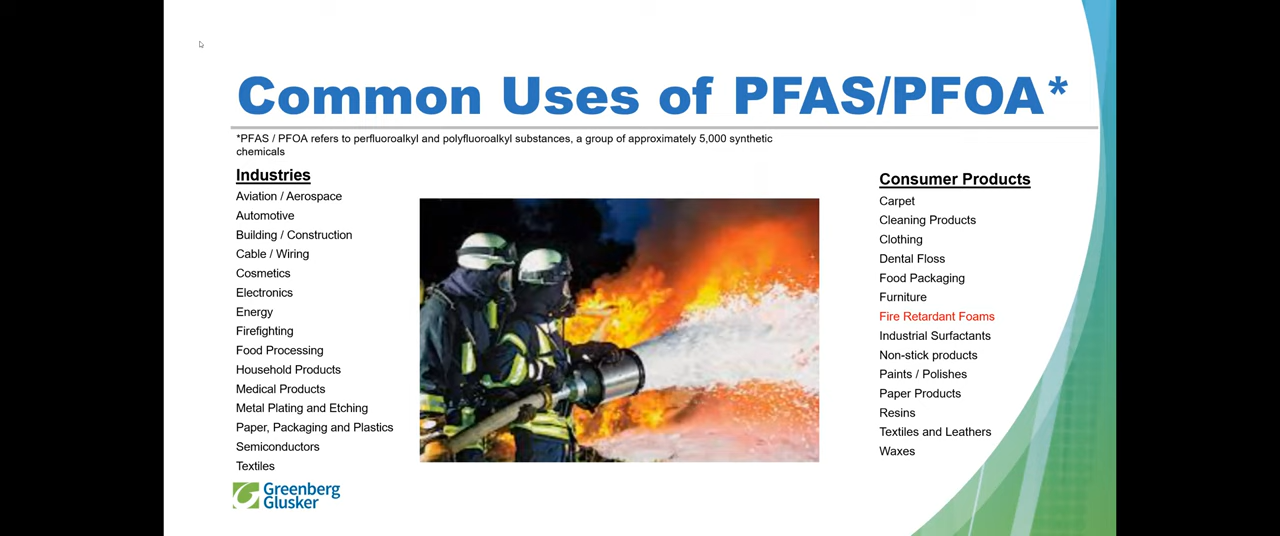 Common Uses of PFAS/PFOA*
*PFAS / PFOA refers to perfluoroalkyl and polyfluoroalkyl substances, a group of approximately 5,000 synthetic
chemicals
Industries
Aviation / Aerospace
Automotive
Building / Construction
Cable / Wiring
Cosmetics
Electronics
Energy
Firefighting
Food Processing
Household Products
Medical Products
Metal Plating and Etching
Paper, Packaging and Plastics
Semiconductors
Textiles
Consumer Products
Carpet
Cleaning Products
Clothing
Dental Floss
Food Packaging
Furniture
Fire Retardant Foams
Industrial Surfactants
Non-stick products
Paints / Polishes
Paper Products
Resins
Textiles and Leathers
Waxes
Greenberg
Glusker